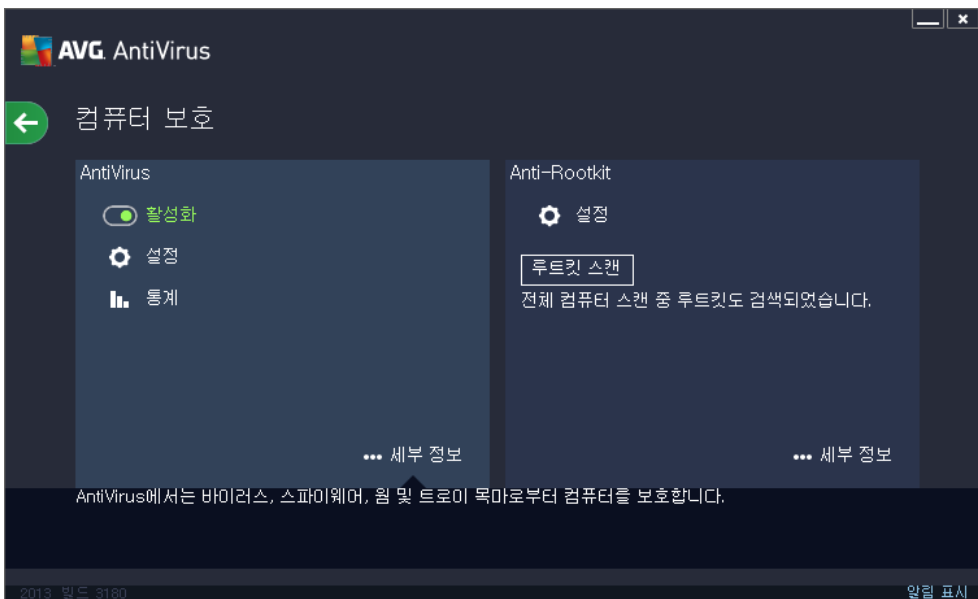 AVG. AntiVirus
컴퓨터 보호
AntiVirus
활성화
설정
통계
••• 세부 정보
Anti-Rootkit
설정
루트킷 스캔
전체 컴퓨터 스캔 중 루트킷도 검색되었습니다.
••• 세부 정보
AntiVirus에서는 바이러스, 스파이웨어, 웜 및 트로이 목마로부터 컴퓨터를 보호합니다.
2013 빌드 3180
알림 표시